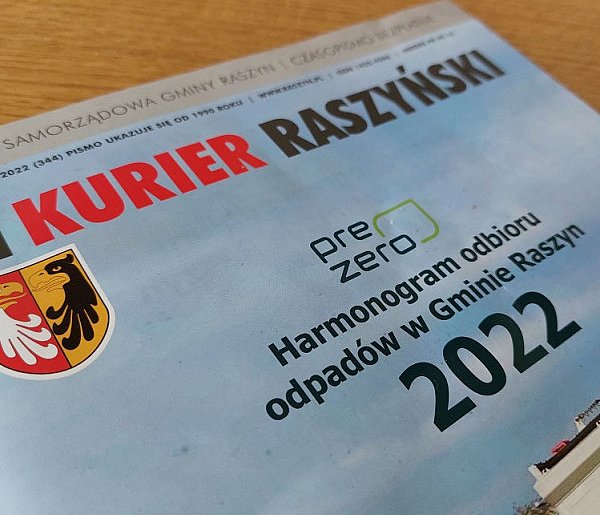 SAMORZĄDOWA GMINY RASZYN | CZASOPISMO BEZPŁATNE
2022 (344) PISMO UKAZUJE SIĘ OD 1995 ROKU | WWW.RASZYN.PL
KURIER RASZYŃSKI
pre
zero
Harmonogram odbioru
odpadów w Gminie Raszyn
2022